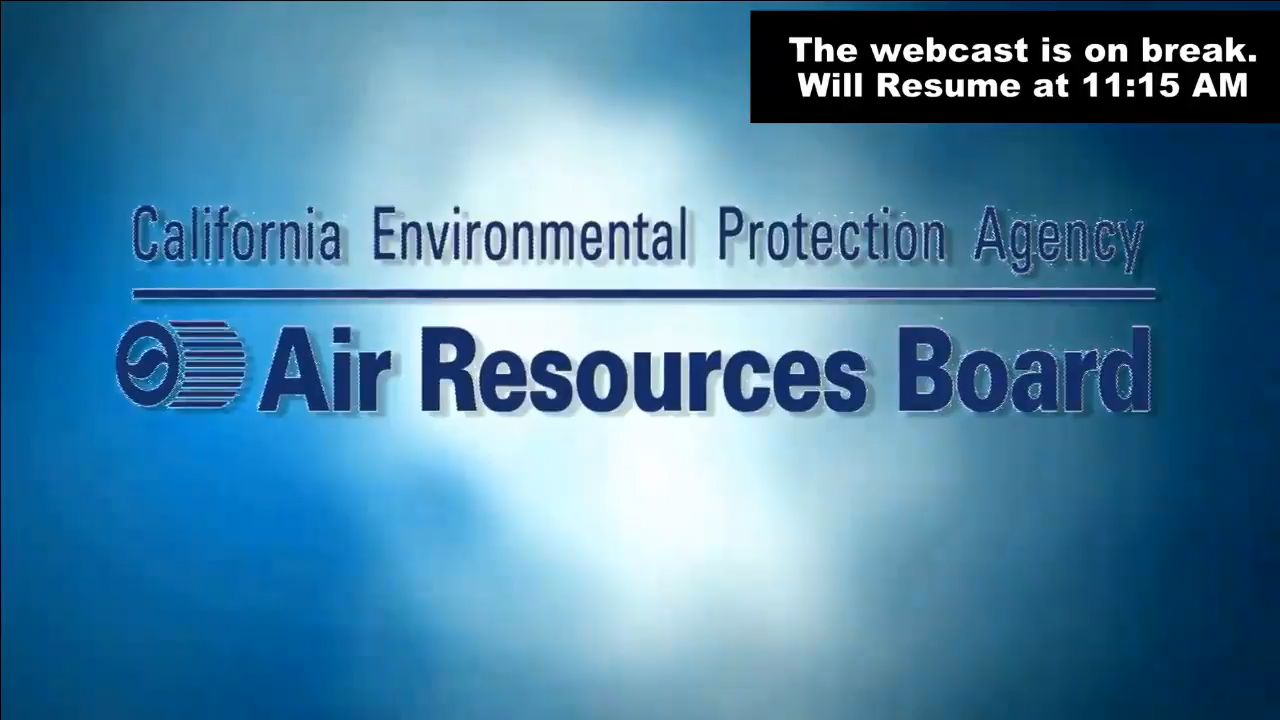 The webcast is on break.
Will Resume at 11:15 AM
California Environmental Protection Agency
Air Resources Board